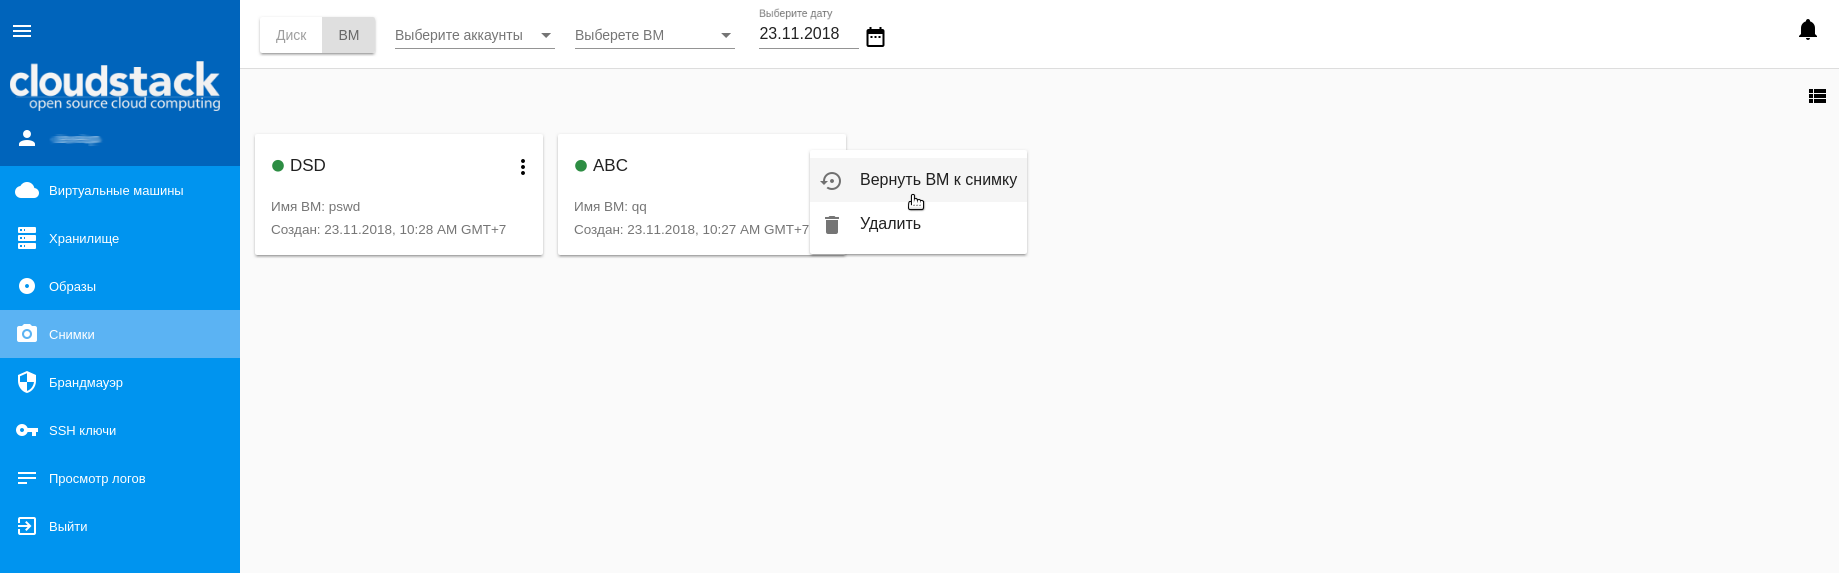 Диск
ВМ
Выберите аккаунты
Выберете ВМ
Выберите дату
23.11.2018
cloudstack
open source cloud computing
Виртуальные машины
Хранилище
Образы
Снимки
Брандмауэр
SSH ключи
Просмотр логов
Выйти
DSD
Имя ВМ: pswd
Создан: 23.11.2018, 10:28 AM GMT+7
ABC
Имя ВМ: qq
Создан: 23.11.2018, 10:27 AM GMT+7
Вернуть ВМ к снимку
Удалить